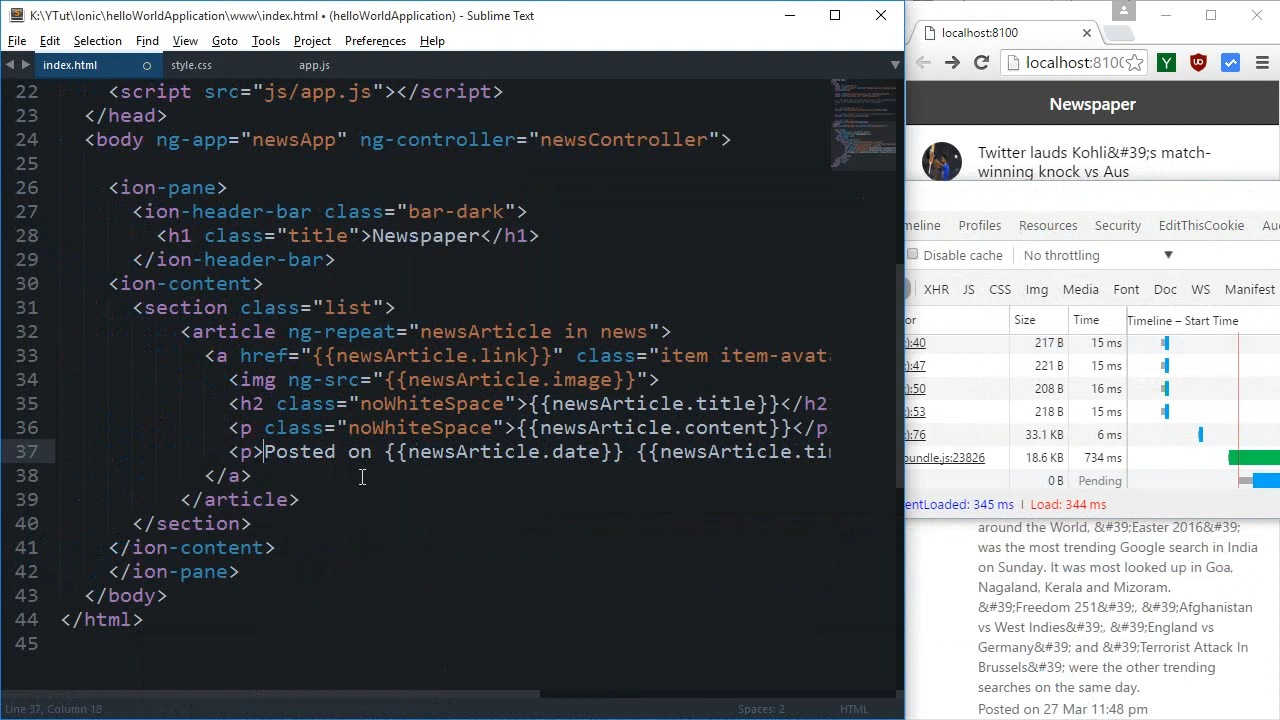 K:\YTut\Ionic\helloWorldApplication\www\index.html • (helloWorldApplication) - Sublime Text
File Edit Selection Find View Goto Tools Project Preferences Help
index.html style.css app.js
22 <script src="js/app.js"></script>
23 </head>
24 <body ng-app="newsApp" ng-controller="newsController">
25
26 <ion-pane>
27 <ion-header-bar class="bar-dark">
28 <h1 class="title">Newspaper</h1>
29 </ion-header-bar>
30 <ion-content>
31 <section class="list">
32 <article ng-repeat="newsArticle in news">
33 <a href="{{newsArticle.link}}" class="item item-avata
34 <img ng-src="{{newsArticle.image}}">
35 <h2 class="noWhiteSpace">{{newsArticle.title}}</h2
36 <p class="noWhiteSpace">{{newsArticle.content}}</p
37 <p>Posted on {{newsArticle.date}} {{newsArticle.tim
38 </a>
39 </article>
40 </section>
41 </ion-content>
42 </ion-pane>
43 </body>
44 </html>
45
Line 37, Column 18 Spaces: 2 HTML
localhost:8100
localhost:8100
Newspaper
Twitter lauds Kohli&#39;s match-
winning knock vs Aus
meline Profiles Resources Security EditThisCookie Au
Disable cache No throttling
XHR JS CSS Img Media Font Doc WS Manifest
or Size Time Timeline – Start Time
):40 217 B 15 ms
):47 221 B 15 ms
):50 208 B 16 ms
):53 218 B 15 ms
):76 33.1 KB 6 ms
bundle.js:23826 18.6 KB 734 ms
0 B Pending
entLoaded: 345 ms | Load: 344 ms
around the World, &#39;Easter 2016&#39;
was the most trending Google search in India
on Sunday. It was most looked up in Goa,
Nagaland, Kerala and Mizoram.
&#39;Freedom 251&#39;, &#39;Afghanistan
vs West Indies&#39;, &#39;England vs
Germany&#39; and &#39;Terrorist Attack In
Brussels&#39; were the other trending
searches on the same day.
Posted on 27 Mar 11:48 pm